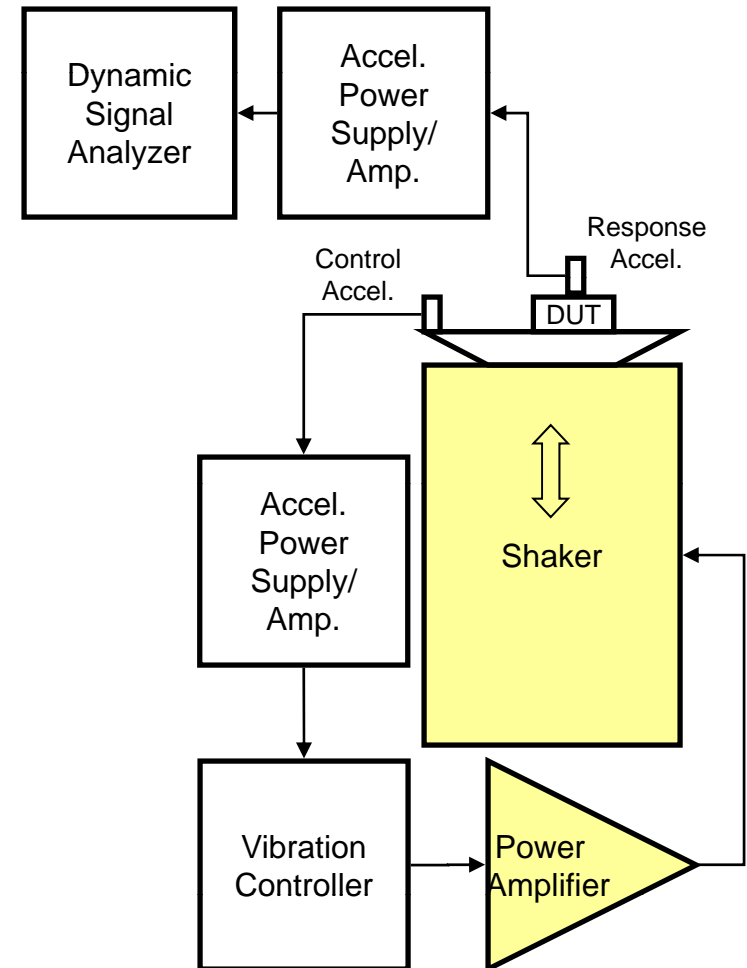 Dynamic
Signal
Analyzer
Accel.
Power
Supply/
Amp.
Response
Accel.
Control
Accel.
DUT
Accel.
Power
Supply/
Amp.
Shaker
Vibration
Controller
Power
Amplifier